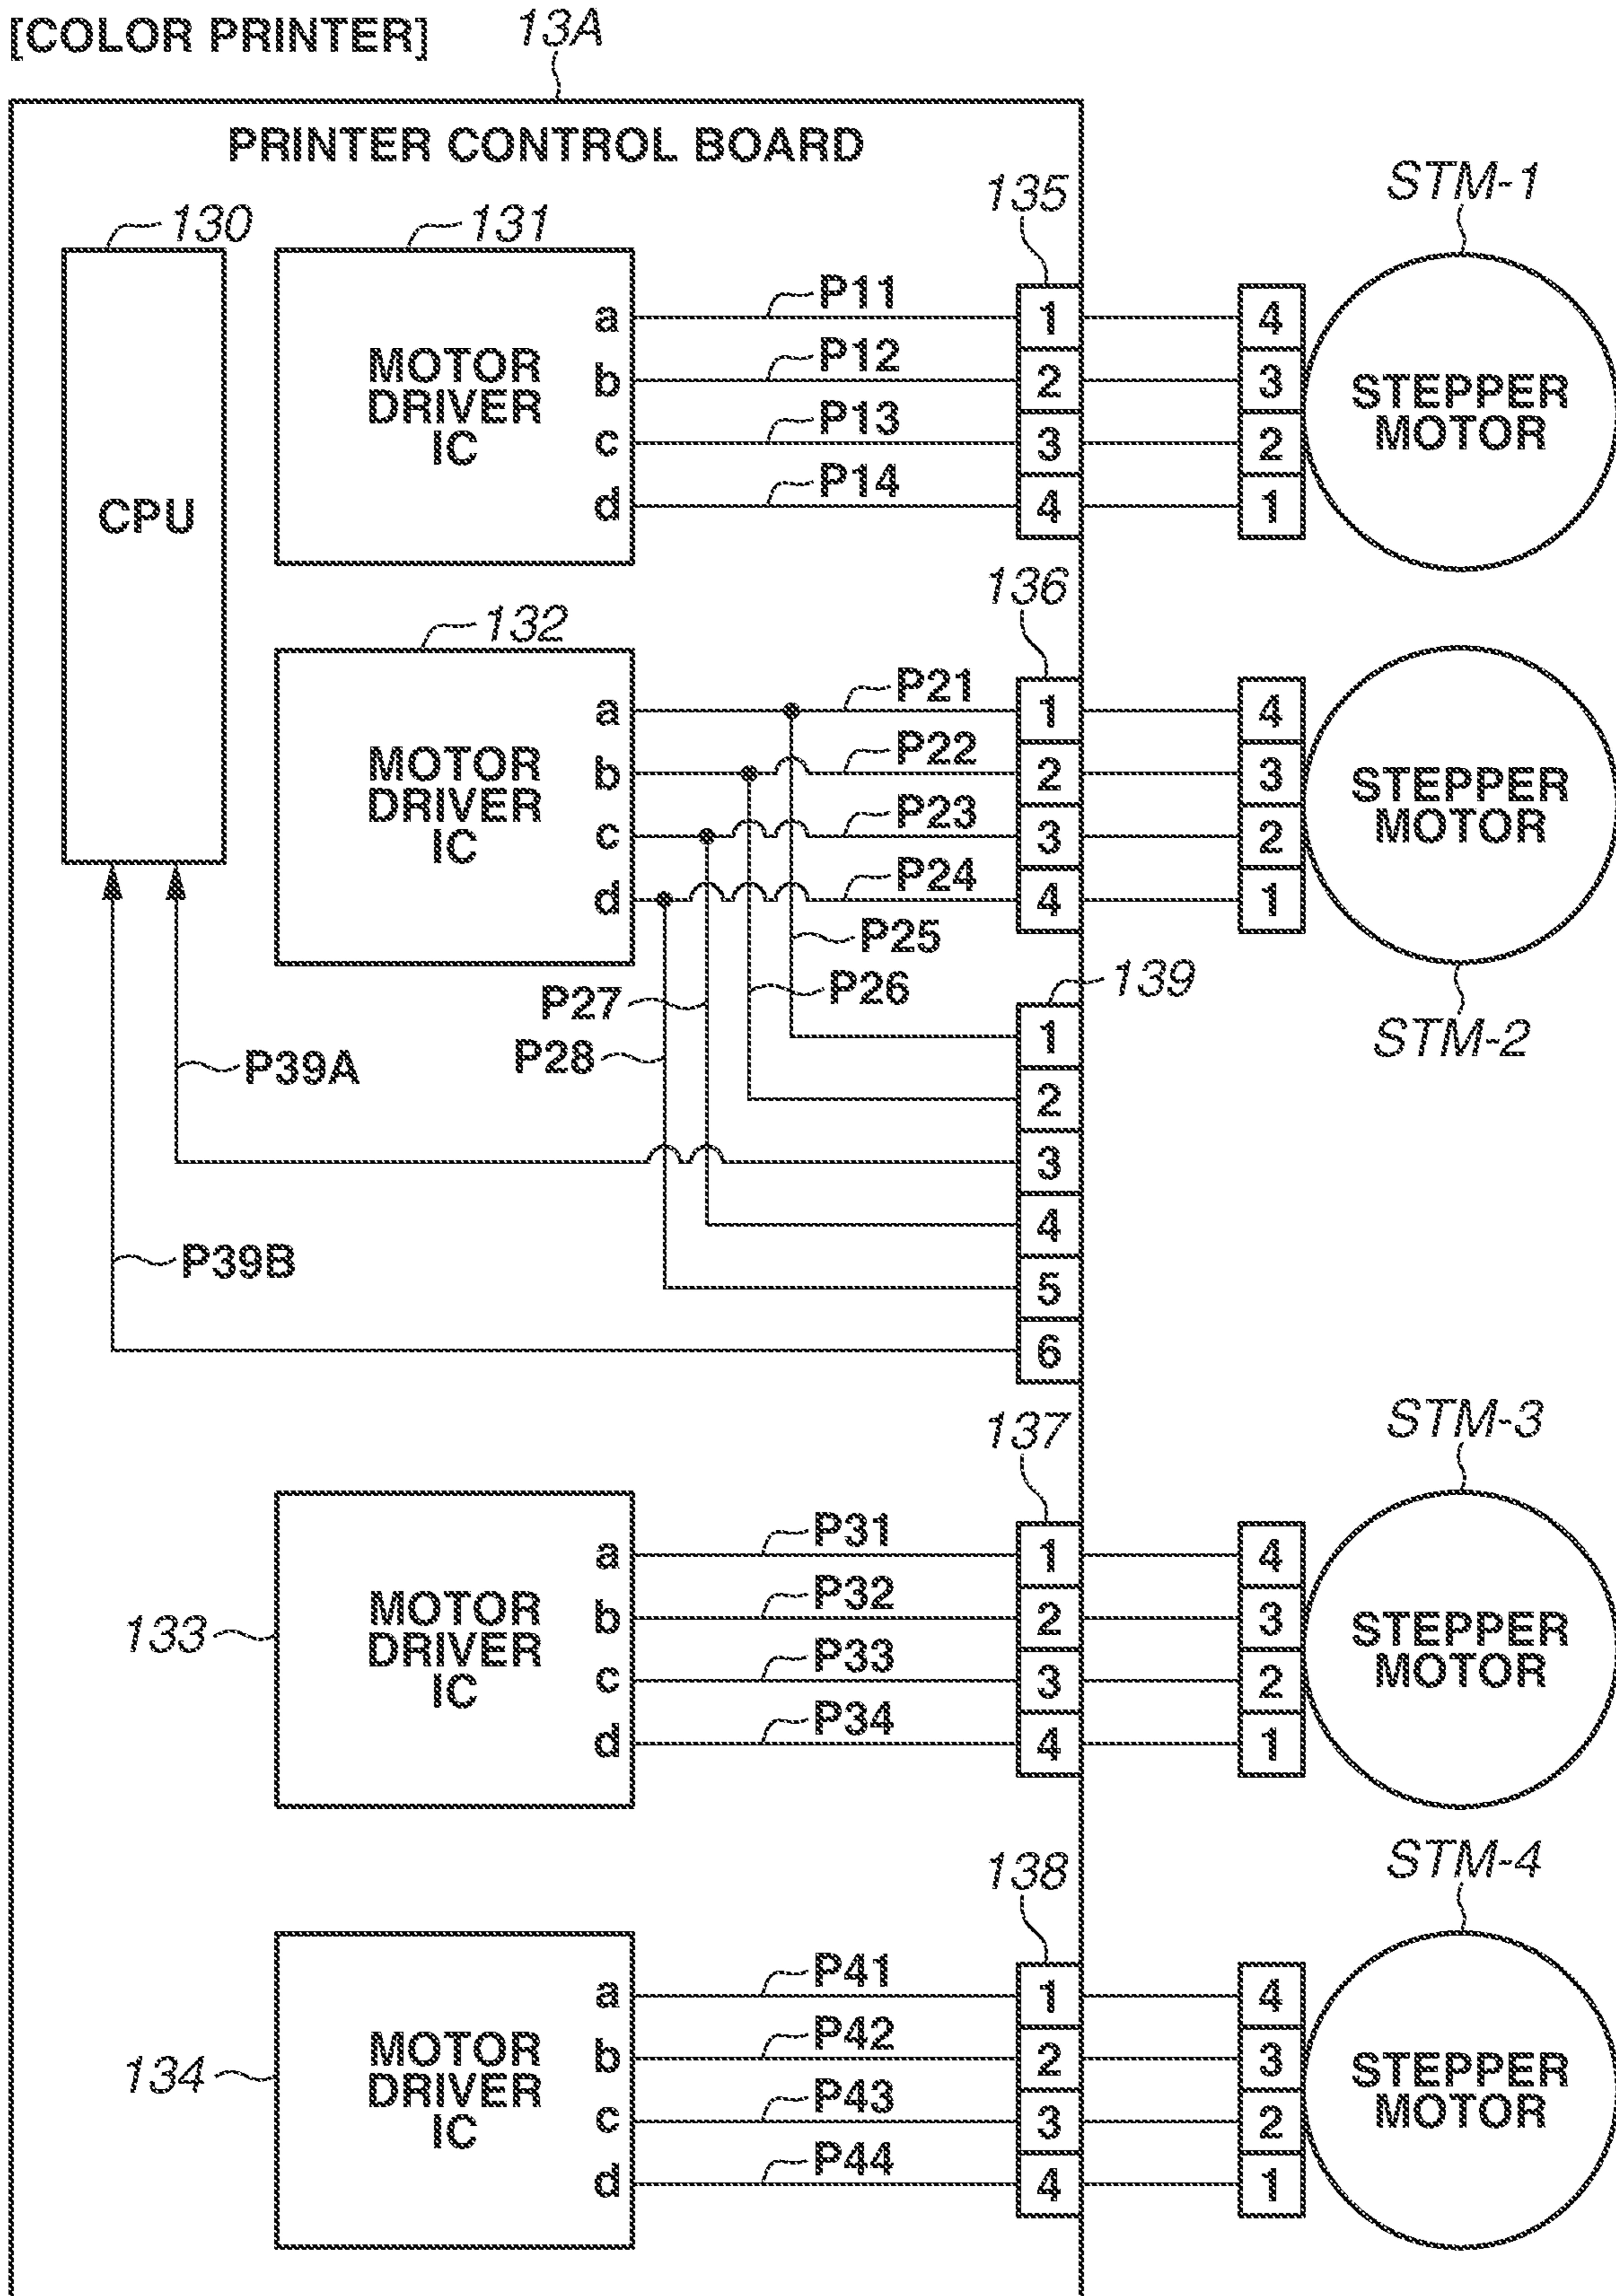 [COLOR PRINTER]
13A
PRINTER CONTROL BOARD
130
131
135
STM-1
CPU
MOTOR
DRIVER
IC
a
b
c
d
P11
P12
P13
P14
1
2
3
4
4
3
2
1
STEPPER
MOTOR
132
136
MOTOR
DRIVER
IC
a
b
c
d
P21
P22
P23
P24
1
2
3
4
4
3
2
1
STEPPER
MOTOR
STM-2
P25
P26
P27
P28
P39A
P39B
139
1
2
3
4
5
6
137
STM-3
133
MOTOR
DRIVER
IC
a
b
c
d
P31
P32
P33
P34
1
2
3
4
4
3
2
1
STEPPER
MOTOR
138
STM-4
134
MOTOR
DRIVER
IC
a
b
c
d
P41
P42
P43
P44
1
2
3
4
4
3
2
1
STEPPER
MOTOR